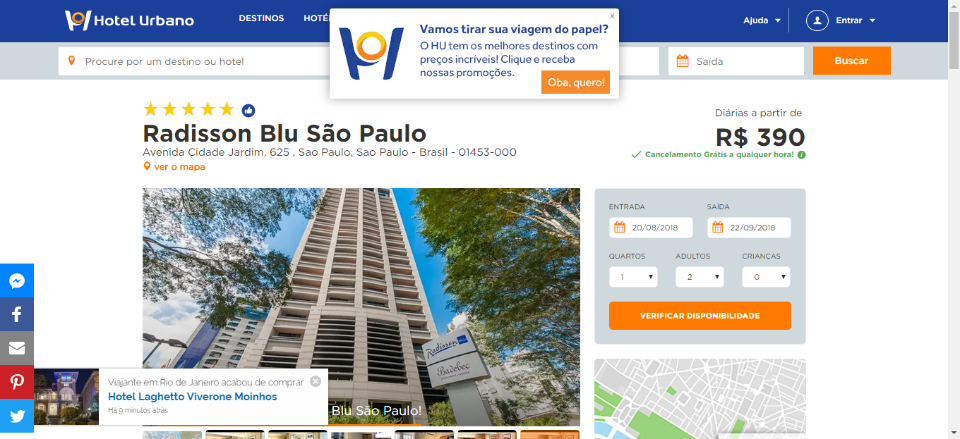 Hotel Urbano
DESTINOS
Ajuda
Entrar
Vamos tirar sua viagem do papel?
O HU tem os melhores destinos com
preços incríveis! Clique e receba
nossas promoções.
Oba, quero!
x
Procure por um destino ou hotel
Saída
Buscar
Radisson Blu São Paulo
Avenida Cidade Jardim, 625 , Sao Paulo, Sao Paulo - Brasil - 01453-000
ver o mapa
Diárias a partir de
R$ 390
Cancelamento Grátis a qualquer hora!
ENTRADA
SAÍDA
20/08/2018
22/09/2018
QUARTOS
ADULTOS
CRIANÇAS
1
2
0
VERIFICAR DISPONIBILIDADE
Radisson
Badebec
Viajante em Rio de Janeiro acabou de comprar
Hotel Laghetto Viverone Moinhos
Há 9 minutos atrás
Blu São Paulo!